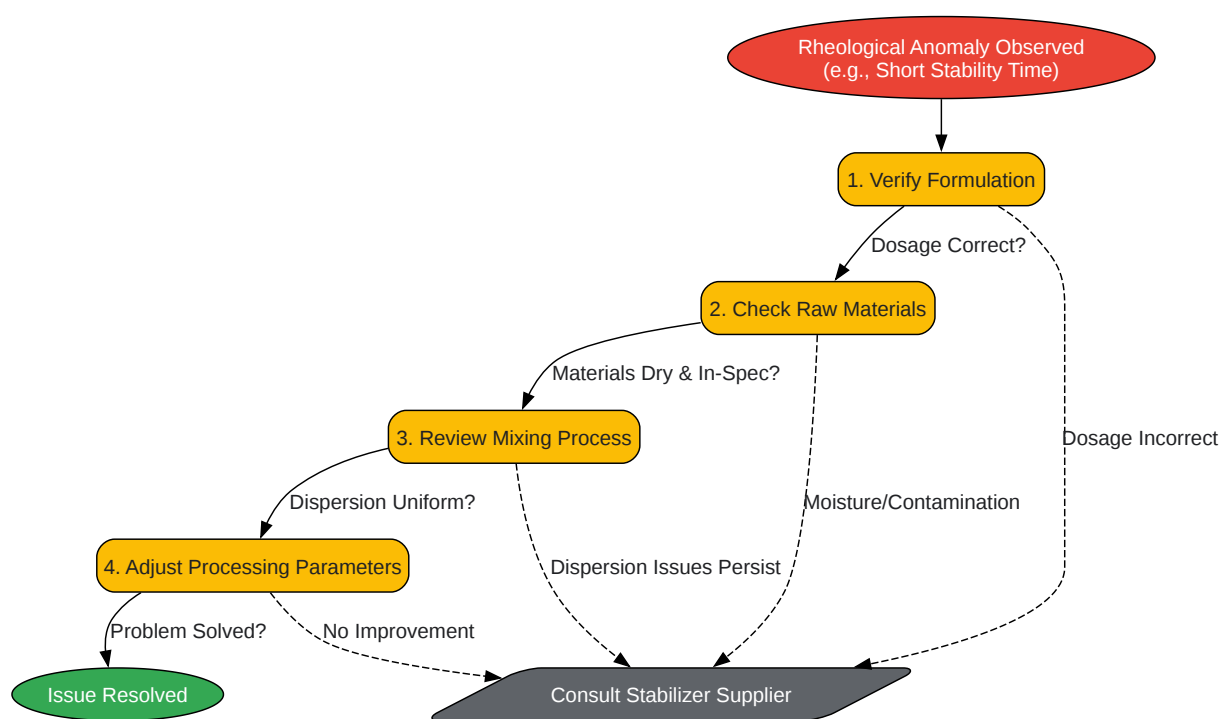 Rheological Anomaly Observed
(e.g., Short Stability Time)
1. Verify Formulation
Dosage Correct?
2. Check Raw Materials
Materials Dry & In-Spec?
3. Review Mixing Process
Dosage Incorrect
Dispersion Uniform?
Moisture/Contamination
4. Adjust Processing Parameters
Dispersion Issues Persist
Problem Solved?
No Improvement
Issue Resolved
Consult Stabilizer Supplier